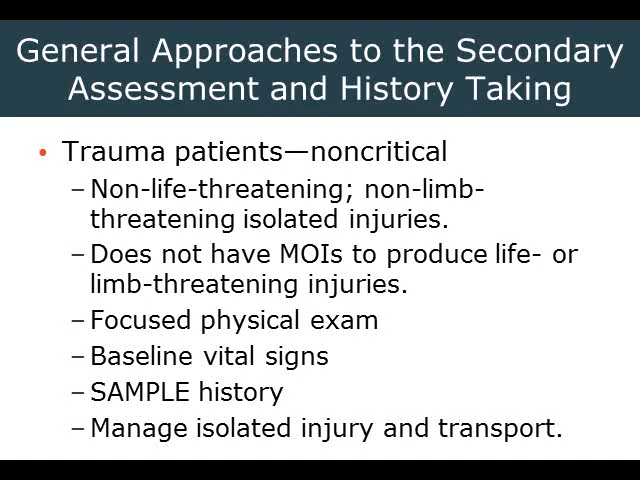 General Approaches to the Secondary
Assessment and History Taking
• Trauma patients—noncritical
– Non-life-threatening; non-limb-
threatening isolated injuries.
– Does not have MOIs to produce life- or
limb-threatening injuries.
– Focused physical exam
– Baseline vital signs
– SAMPLE history
– Manage isolated injury and transport.